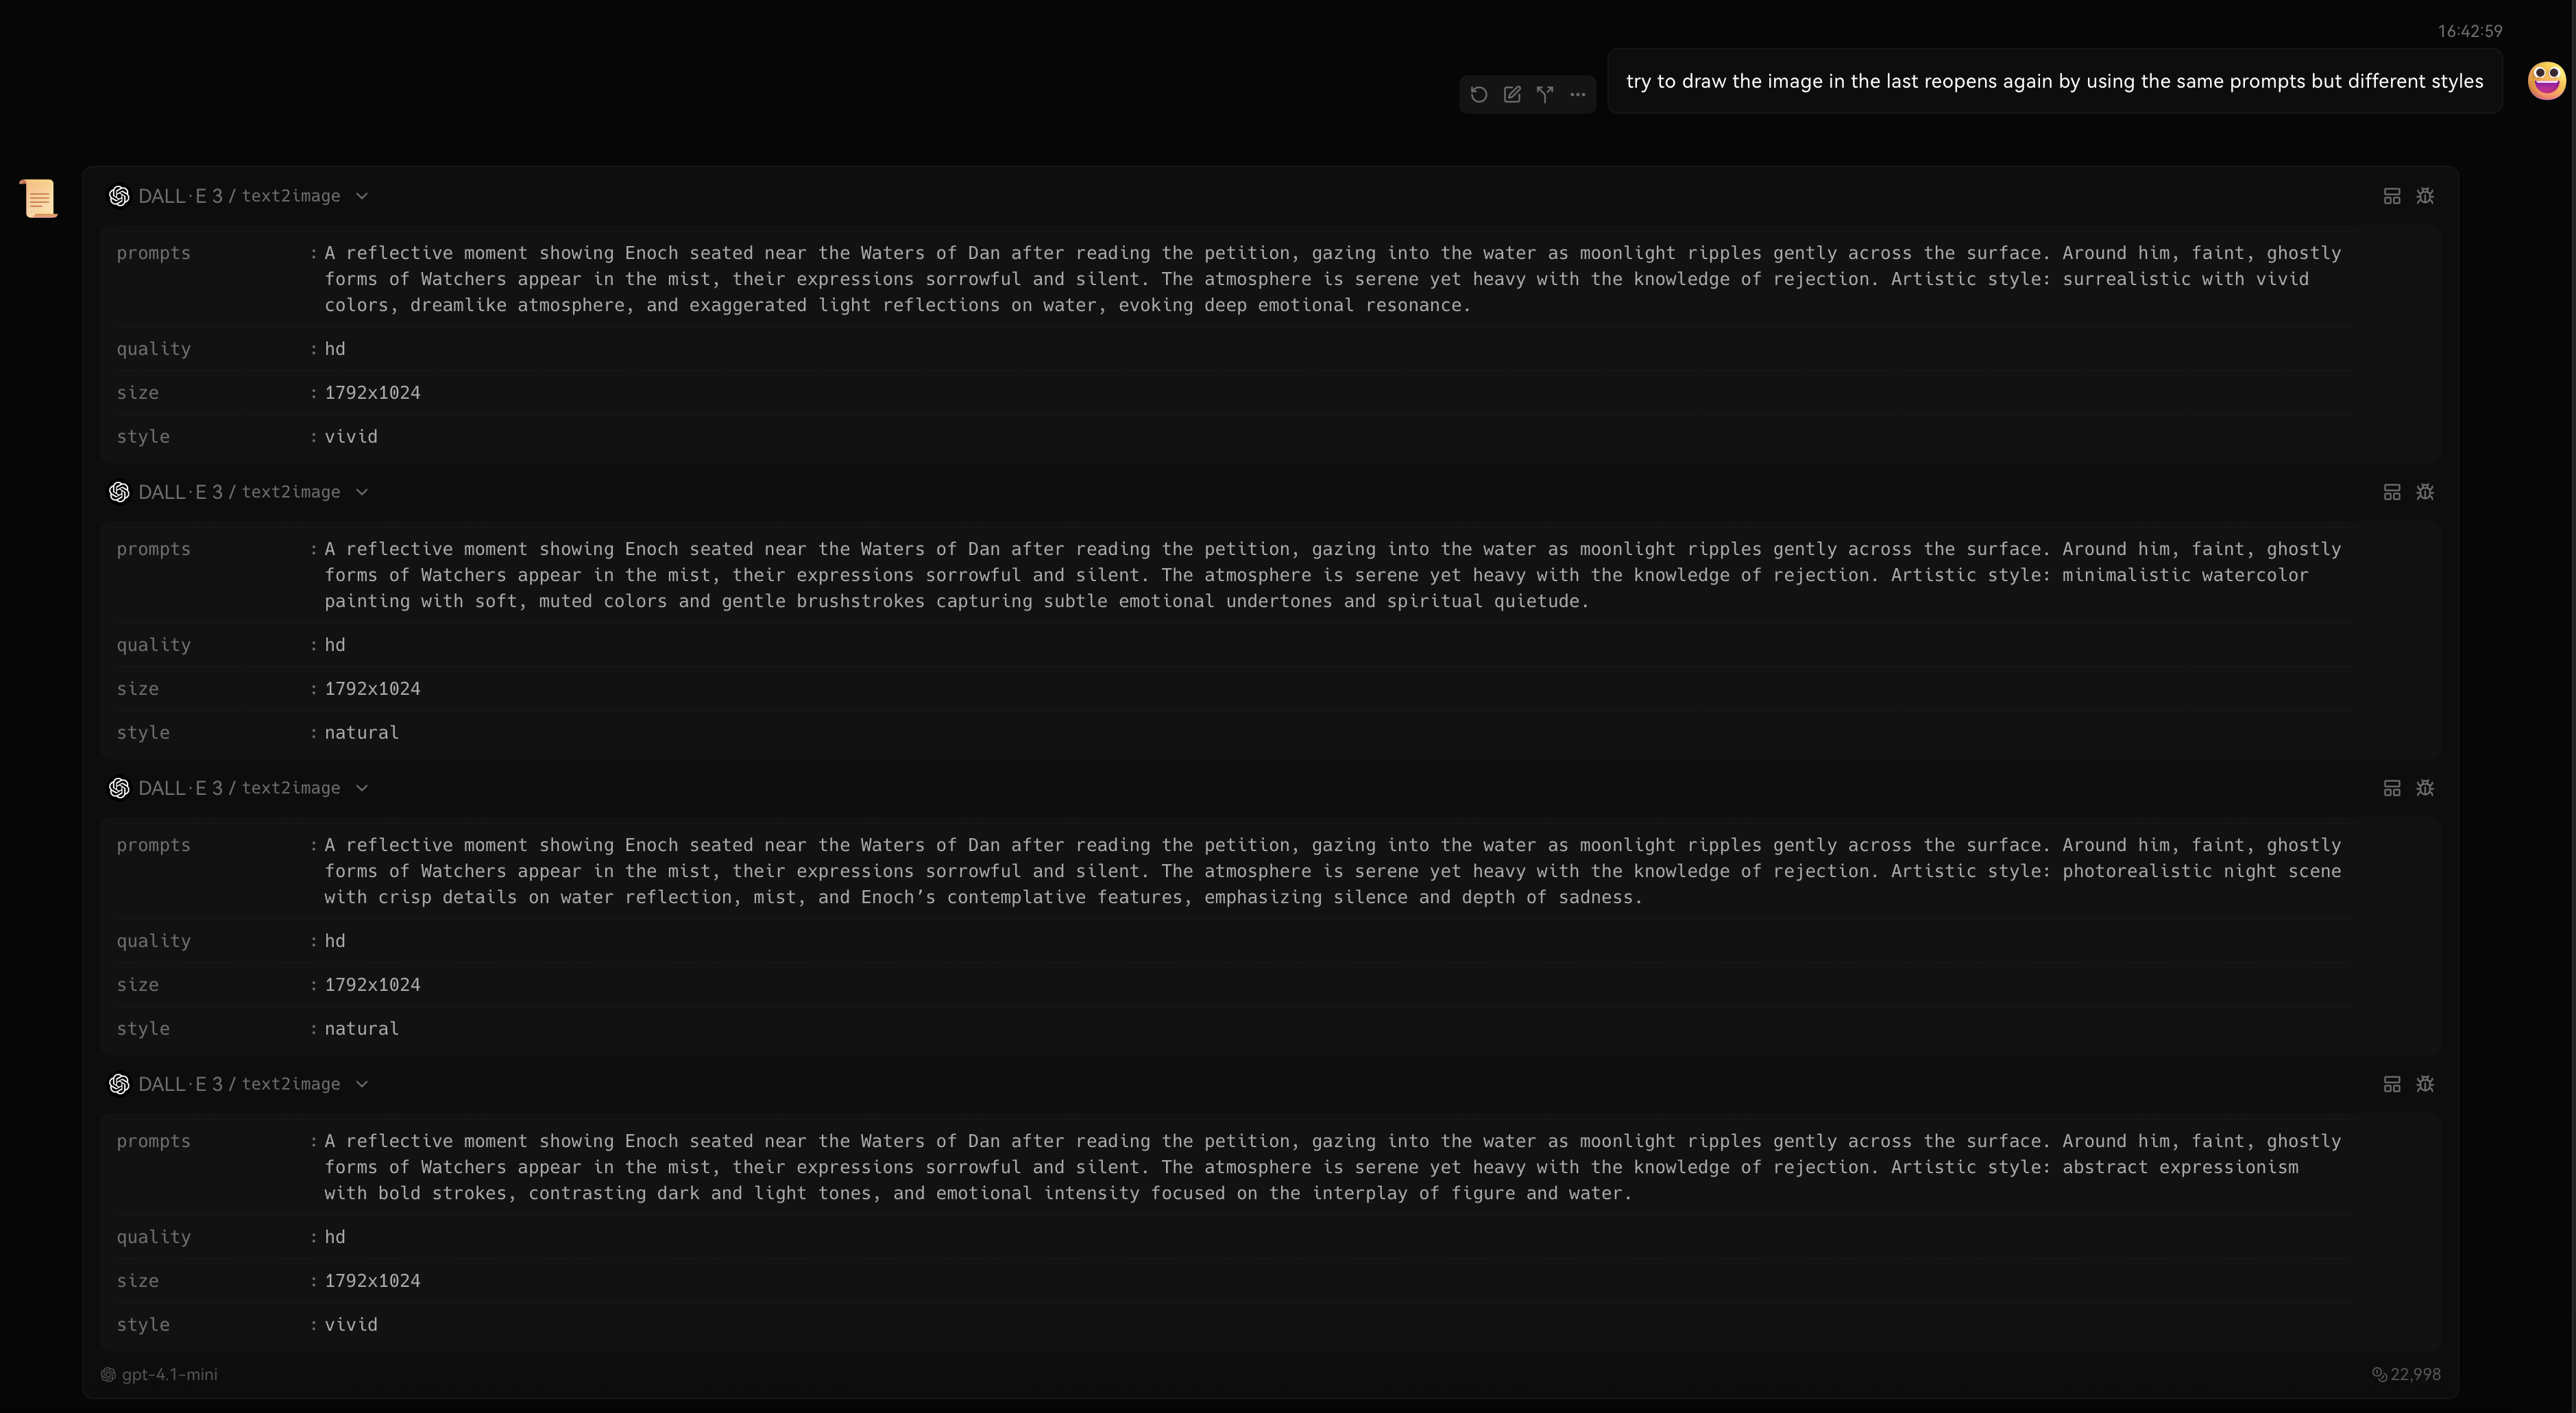 16:42:59
try to draw the image in the last reopens again by using the same prompts but different styles
DALL·E 3 / text2image
prompts : A reflective moment showing Enoch seated near the Waters of Dan after reading the petition, gazing into the water as moonlight ripples gently across the surface. Around him, faint, ghostly
forms of Watchers appear in the mist, their expressions sorrowful and silent. The atmosphere is serene yet heavy with the knowledge of rejection. Artistic style: surrealistic with vivid
colors, dreamlike atmosphere, and exaggerated light reflections on water, evoking deep emotional resonance.
quality : hd
size : 1792x1024
style : vivid
DALL·E 3 / text2image
prompts : A reflective moment showing Enoch seated near the Waters of Dan after reading the petition, gazing into the water as moonlight ripples gently across the surface. Around him, faint, ghostly
forms of Watchers appear in the mist, their expressions sorrowful and silent. The atmosphere is serene yet heavy with the knowledge of rejection. Artistic style: minimalistic watercolor
painting with soft, muted colors and gentle brushstrokes capturing subtle emotional undertones and spiritual quietude.
quality : hd
size : 1792x1024
style : natural
DALL·E 3 / text2image
prompts : A reflective moment showing Enoch seated near the Waters of Dan after reading the petition, gazing into the water as moonlight ripples gently across the surface. Around him, faint, ghostly
forms of Watchers appear in the mist, their expressions sorrowful and silent. The atmosphere is serene yet heavy with the knowledge of rejection. Artistic style: photorealistic night scene
with crisp details on water reflection, mist, and Enoch’s contemplative features, emphasizing silence and depth of sadness.
quality : hd
size : 1792x1024
style : natural
DALL·E 3 / text2image
prompts : A reflective moment showing Enoch seated near the Waters of Dan after reading the petition, gazing into the water as moonlight ripples gently across the surface. Around him, faint, ghostly
forms of Watchers appear in the mist, their expressions sorrowful and silent. The atmosphere is serene yet heavy with the knowledge of rejection. Artistic style: abstract expressionism
with bold strokes, contrasting dark and light tones, and emotional intensity focused on the interplay of figure and water.
quality : hd
size : 1792x1024
style : vivid
gpt-4.1-mini 22,998